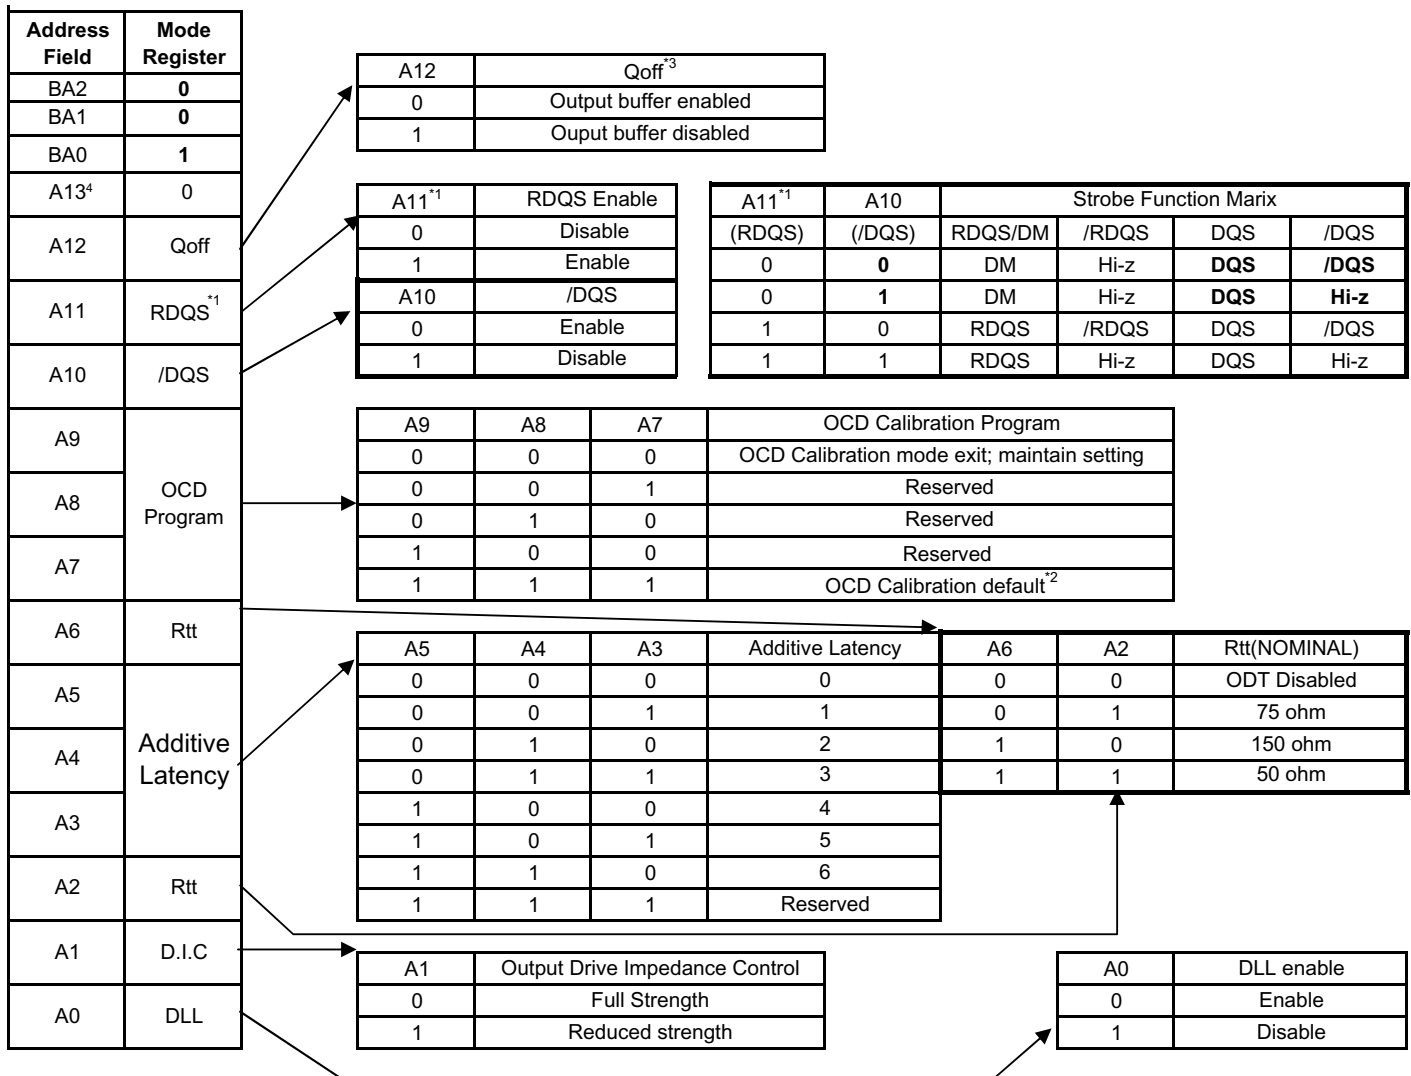 Address Field Mode Register
BA2 0
BA1 0
BA0 1
A13⁴ 0
A12 Qoff
A11 RDQS*1
A10 /DQS
A9
A8 OCD Program
A7
A6 Rtt
A5
A4 Additive Latency
A3
A2 Rtt
A1 D.I.C
A0 DLL
A12 Qoff*3
0 Output buffer enabled
1 Ouput buffer disabled
A11*1 RDQS Enable
0 Disable
1 Enable
A10 /DQS
0 Enable
1 Disable
A11*1 A10 Strobe Function Marix
(RDQS) (/DQS) RDQS/DM /RDQS DQS /DQS
0 0 DM Hi-z DQS /DQS
0 1 DM Hi-z DQS Hi-z
1 0 RDQS /RDQS DQS /DQS
1 1 RDQS Hi-z DQS Hi-z
A9 A8 A7 OCD Calibration Program
0 0 0 OCD Calibration mode exit; maintain setting
0 0 1 Reserved
0 1 0 Reserved
1 0 0 Reserved
1 1 1 OCD Calibration default*2
A5 A4 A3 Additive Latency
0 0 0 0
0 0 1 1
0 1 0 2
0 1 1 3
1 0 0 4
1 0 1 5
1 1 0 6
1 1 1 Reserved
A6 A2 Rtt(NOMINAL)
0 0 ODT Disabled
0 1 75 ohm
1 0 150 ohm
1 1 50 ohm
A1 Output Drive Impedance Control
0 Full Strength
1 Reduced strength
A0 DLL enable
0 Enable
1 Disable